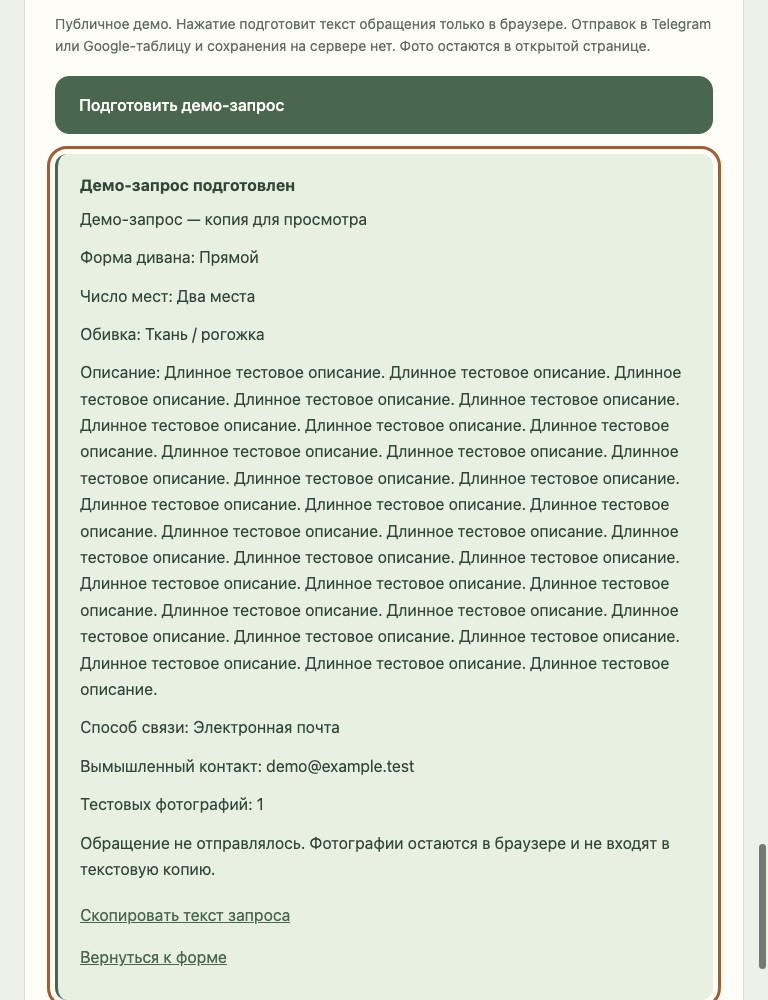 Публичное демо. Нажатие подготовит текст обращения только в браузере. Отправок в Telegram
или Google-таблицу и сохранения на сервере нет. Фото остаются в открытой странице.
Подготовить демо-запрос
Демо-запрос подготовлен
Демо-запрос — копия для просмотра
Форма дивана: Прямой
Число мест: Два места
Обивка: Ткань / рогожка
Описание: Длинное тестовое описание. Длинное тестовое описание. Длинное
тестовое описание. Длинное тестовое описание. Длинное тестовое описание.
Длинное тестовое описание. Длинное тестовое описание. Длинное тестовое
описание. Длинное тестовое описание. Длинное тестовое описание. Длинное
тестовое описание. Длинное тестовое описание. Длинное тестовое описание.
Длинное тестовое описание. Длинное тестовое описание. Длинное тестовое
описание. Длинное тестовое описание. Длинное тестовое описание. Длинное
тестовое описание. Длинное тестовое описание. Длинное тестовое описание.
Длинное тестовое описание. Длинное тестовое описание. Длинное тестовое
описание. Длинное тестовое описание. Длинное тестовое описание. Длинное
тестовое описание. Длинное тестовое описание. Длинное тестовое описание.
Длинное тестовое описание. Длинное тестовое описание. Длинное тестовое
описание.
Способ связи: Электронная почта
Вымышленный контакт: demo@example.test
Тестовых фотографий: 1
Обращение не отправлялось. Фотографии остаются в браузере и не входят в
текстовую копию.
Скопировать текст запроса
Вернуться к форме